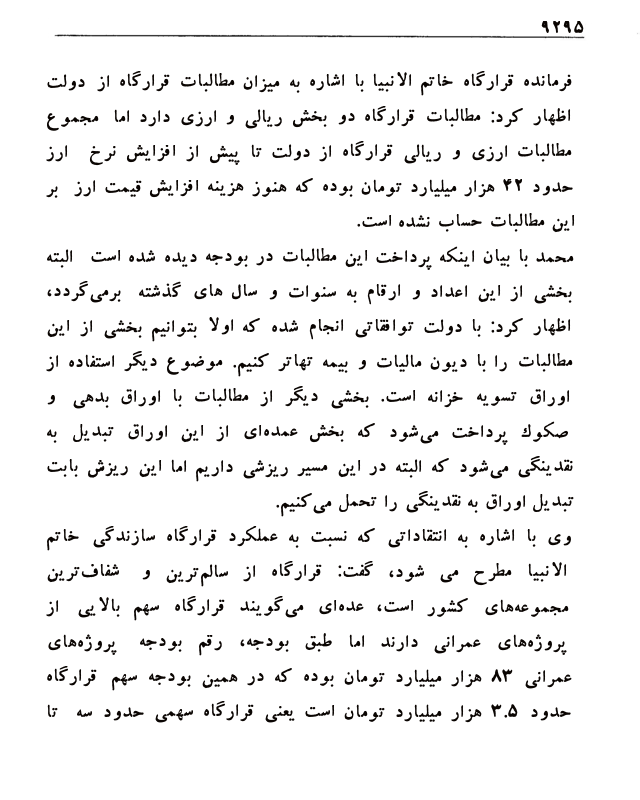 ۹۲۹۵
فرمانده قرارگاه خاتم الانبیا با اشاره به میزان مطالبات قرارگاه از دولت
اظهار کرد: مطالبات قرارگاه دو بخش ریالی و ارزی دارد اما مجموع
مطالبات ارزی و ریالی قرارگاه از دولت تا پیش از افزایش نرخ ارز
حدود ۴۲ هزار میلیارد تومان بوده که هنوز هزینه افزایش قیمت ارز بر
این مطالبات حساب نشده است.
محمد با بیان اینکه پرداخت این مطالبات در بودجه دیده شده است البته
بخشی از این اعداد و ارقام به سنوات و سال های گذشته برمی‌گردد،
اظهار کرد: با دولت توافقاتی انجام شده که اولا بتوانیم بخشی از این
مطالبات را با دیون مالیات و بیمه تهاتر کنیم. موضوع دیگر استفاده از
اوراق تسویه خزانه است. بخشی دیگر از مطالبات با اوراق بدهی و
صکوك پرداخت می‌شود که بخش عمده‌ای از این اوراق تبدیل به
نقدینگی می‌شود که البته در این مسیر ریزشی داریم اما این ریزش بابت
تبدیل اوراق به نقدینگی را تحمل می‌کنیم.
وی با اشاره به انتقاداتی که نسبت به عملکرد قرارگاه سازندگی خاتم
الانبیا مطرح می شود، گفت: قرارگاه از سالم‌ترین و شفاف‌ترین
مجموعه‌های کشور است، عده‌ای می‌گویند قرارگاه سهم بالایی از
پروژه‌های عمرانی دارند اما طبق بودجه، رقم بودجه پروژه‌های
عمرانی ۸۳ هزار میلیارد تومان بوده که در همین بودجه سهم قرارگاه
حدود ۳.۵ هزار میلیارد تومان است یعنی قرارگاه سهمی حدود سه تا